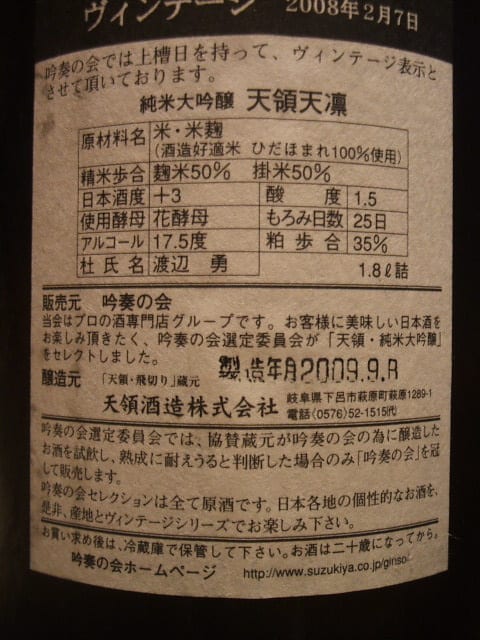 ヴィンテージ 2008年2月7日
吟奏の会では上槽日を持って、ヴィンテージ表示と
させて頂いております。
純米大吟醸 天領天凛
原材料名 米・米麹
(酒造好適米 ひだほまれ100%使用)
精米歩合 麹米50% 掛米50%
日本酒度 +3 酸度 1.5
使用酵母 花酵母 もろみ日数 25日
アルコール 17.5度 粕歩合 35%
杜氏名 渡辺 勇 1.8ℓ詰
販売元 吟奏の会
当会はプロの酒専門店グループです。お客様に美味しい日本酒を
お楽しみ頂きたく、吟奏の会選定委員会が「天領・純米大吟醸」
をセレクトしました。
製造年月2009.9.
醸造元 「天領・飛切り」蔵元
天領酒造株式会社 岐阜県下呂市萩原町萩原1289-1
電話(0576)52-1515㈹
吟奏の会選定委員会では、協賛蔵元が吟奏の会の為に醸造した
お酒を試飲し、熟成に耐えうると判断した場合のみ「吟奏の会」を冠
して販売します。
吟奏の会セレクションは全て原酒です。日本各地の個性的なお酒を、
是非、産地とヴィンテージシリーズでお楽しみ下さい。
お買い求め後は、冷蔵庫で保管して下さい。お酒は二十歳になってから。
吟奏の会ホームページ http://www.suzukiya.co.jp/ginso